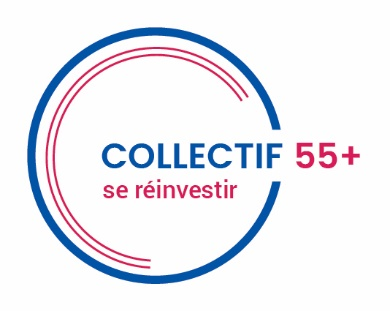 COLLECTIF 55+
se réinvestir